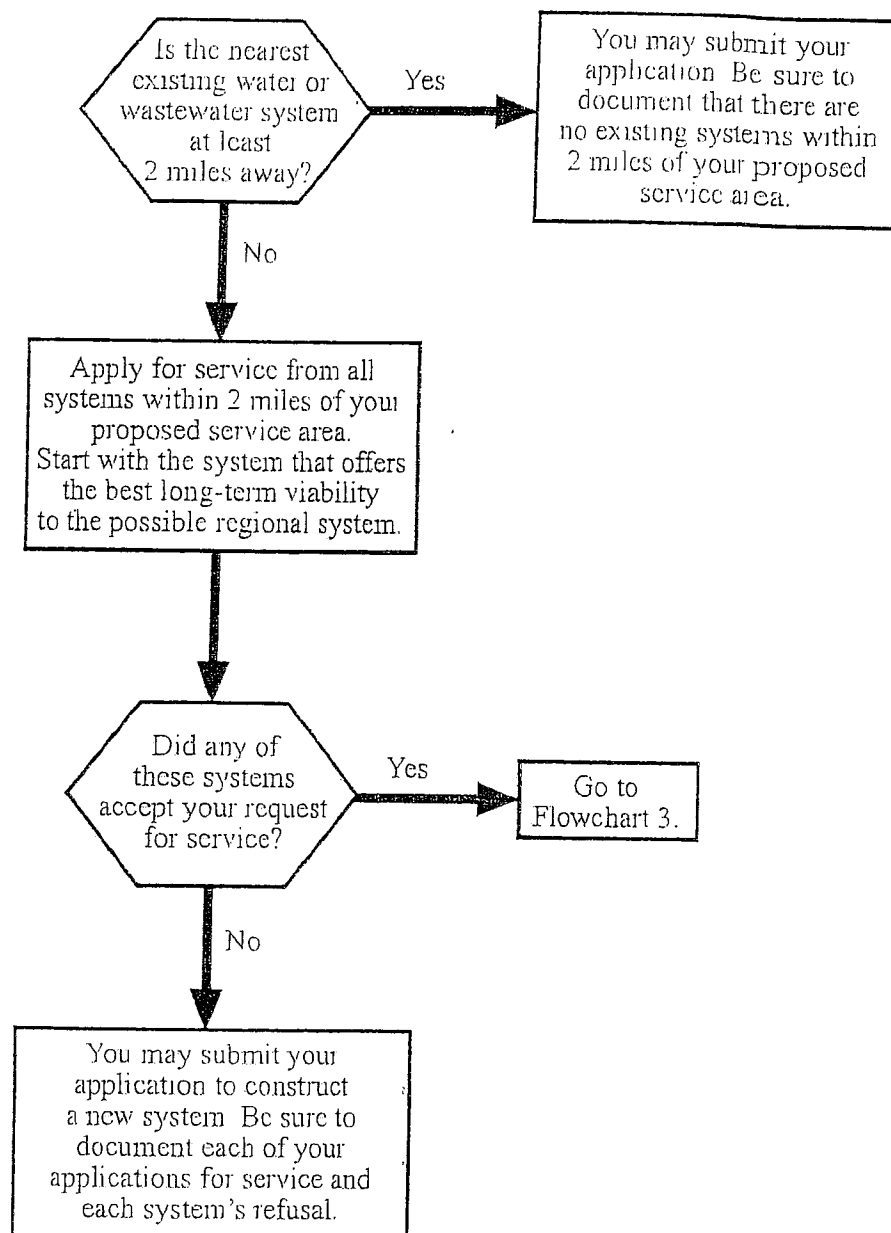 Is the nearest
existing water or
wastewater system
at least
2 miles away?
Yes
You may submit your
application Be sure to
document that there are
no existing systems within
2 miles of your proposed
service area.
No
Apply for service from all
systems within 2 miles of your
proposed service area.
Start with the system that offers
the best long-term viability
to the possible regional system.
Did any of
these systems
accept your request
for service?
Yes
Go to
Flowchart 3.
No
You may submit your
application to construct
a new system Be sure to
document each of your
applications for service and
each system's refusal.